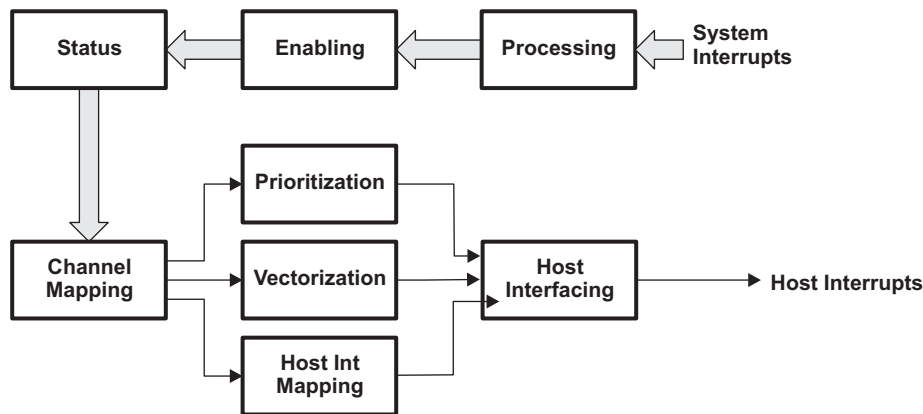 Status
Enabling
Processing
System
Interrupts
Prioritization
Channel
Mapping
Vectorization
Host
Interfacing
Host Interrupts
Host Int
Mapping